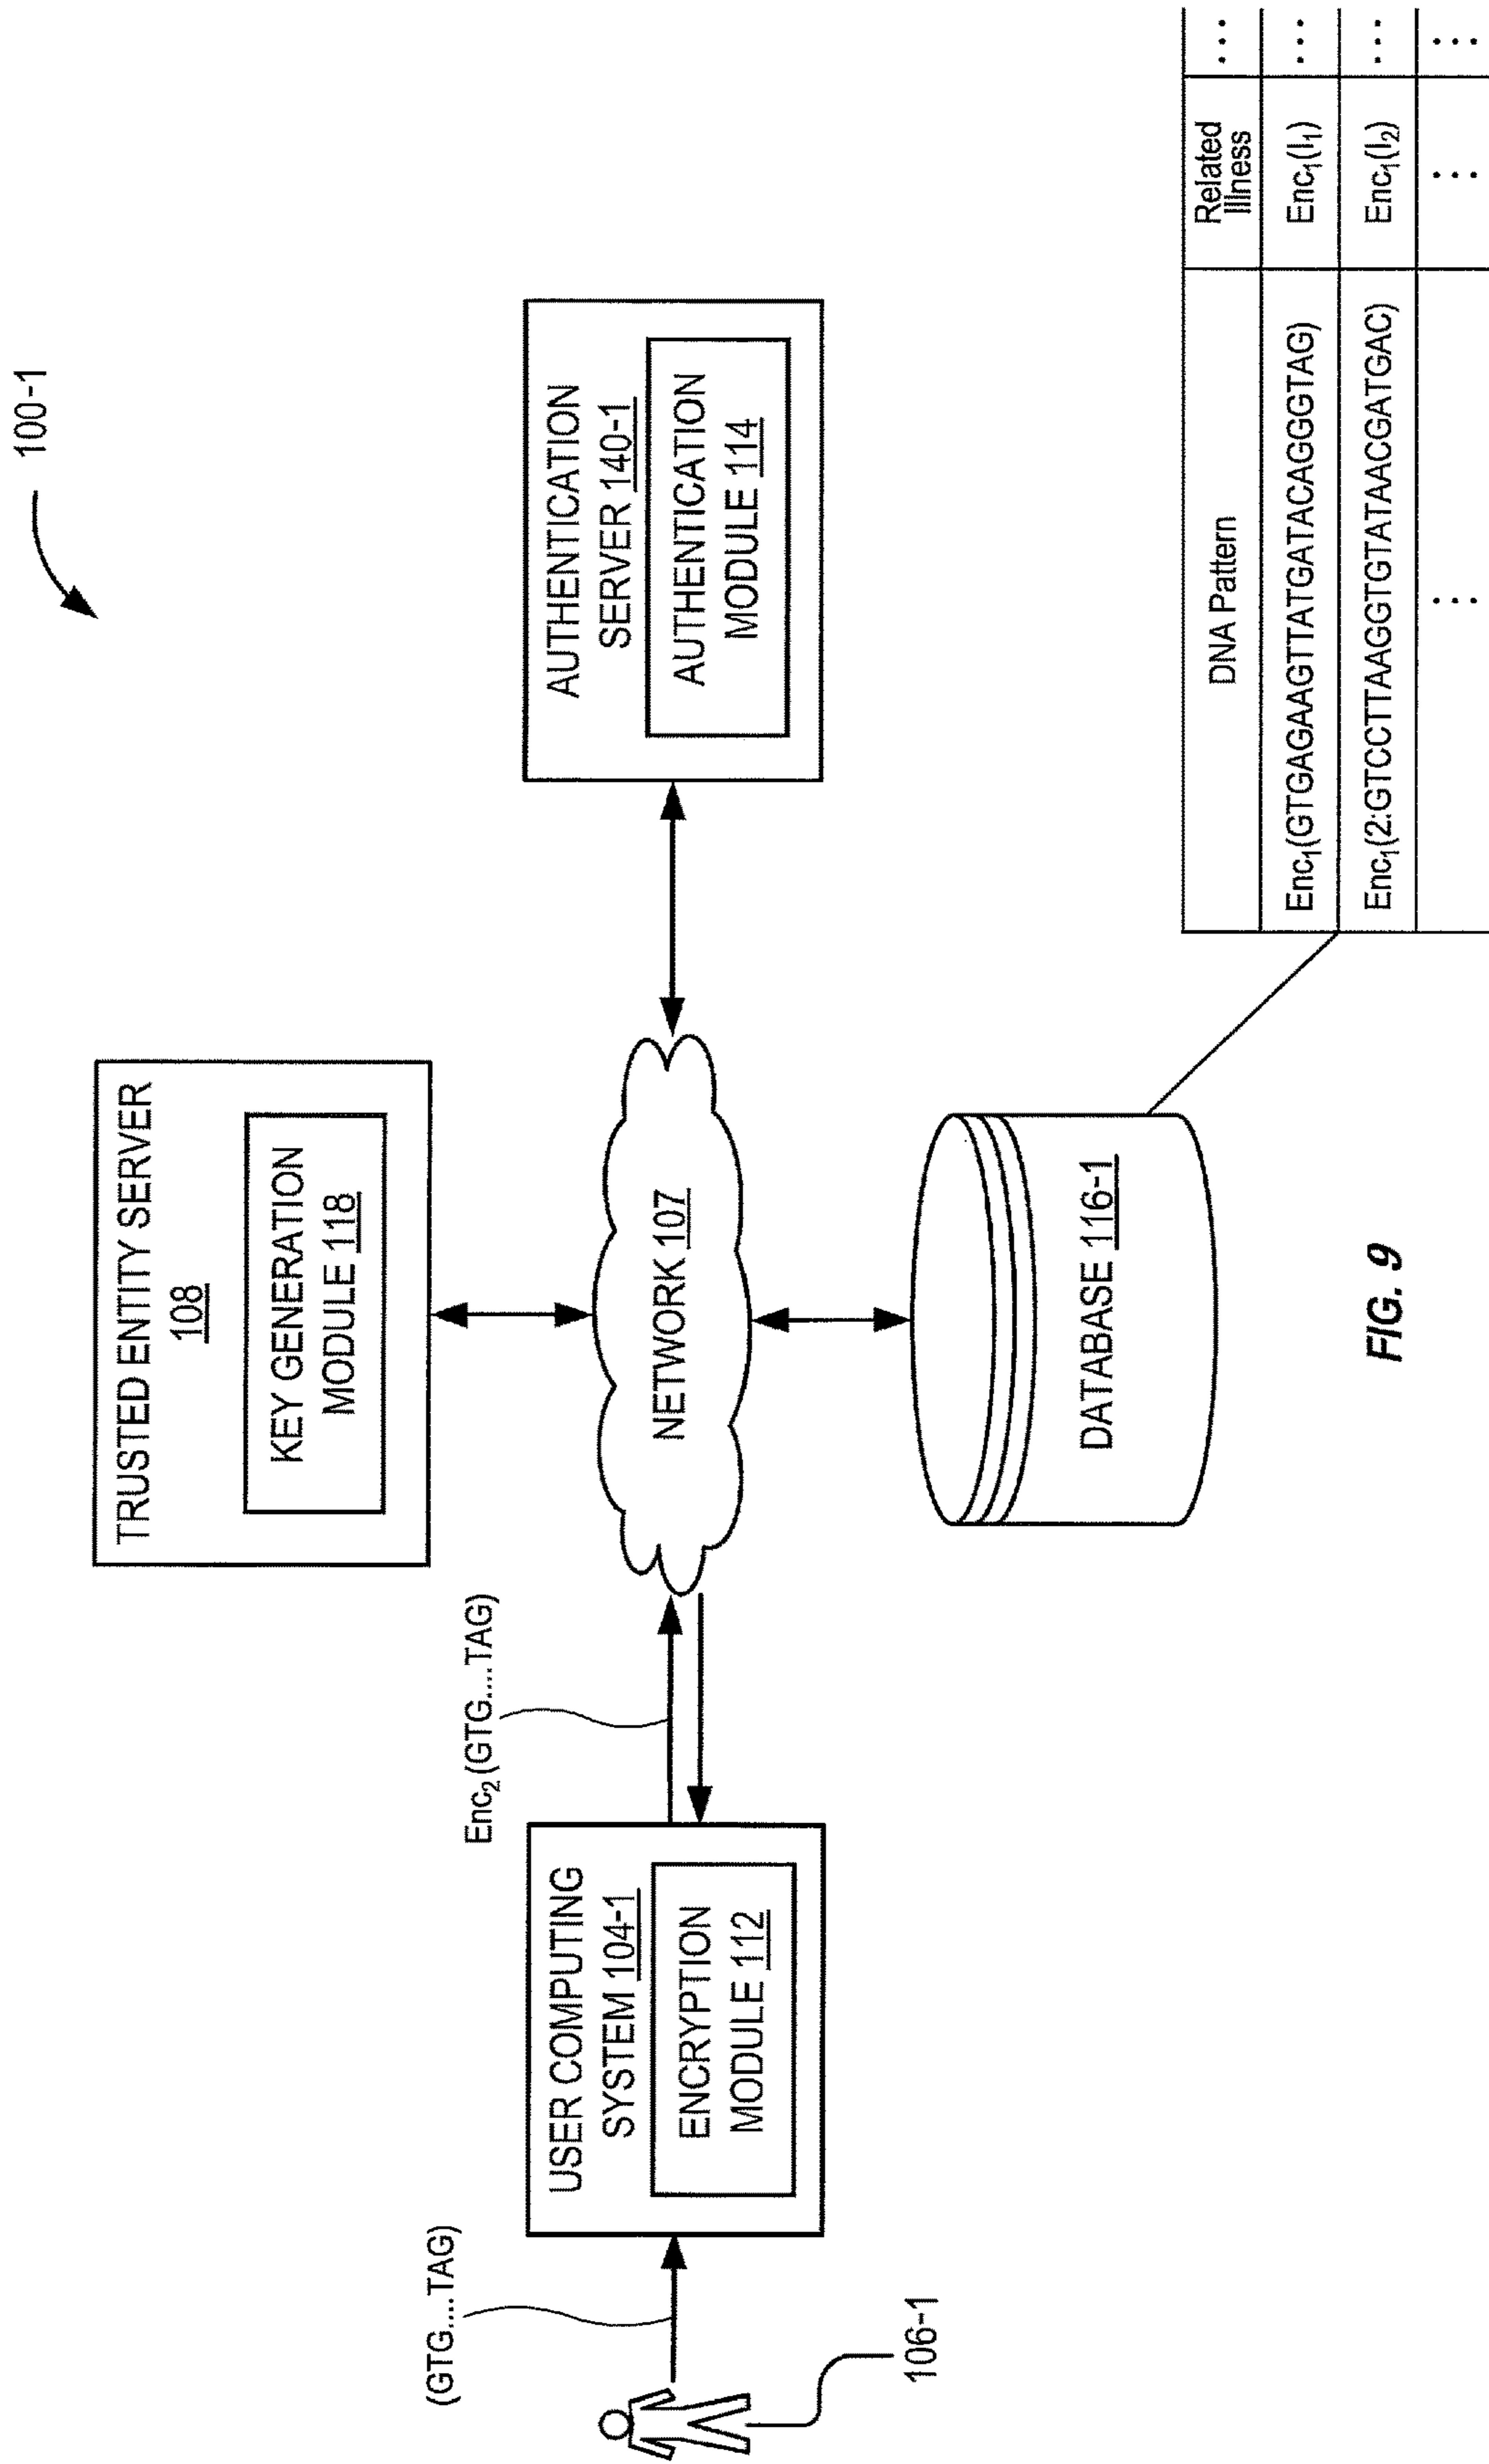 100-1
TRUSTED ENTITY SERVER
108
KEY GENERATION
MODULE 118
(GTG....TAG)
Enc₂(GTG....TAG)
106-1
USER COMPUTING
SYSTEM 104-1
ENCRYPTION
MODULE 112
NETWORK 107
AUTHENTICATION
SERVER 140-1
AUTHENTICATION
MODULE 114
DATABASE 116-1
DNA Pattern
Related
Illness
...
Enc₁(GTGAGAAGTTATGATACAGGGTAG)
Enc₁(I₁)
...
Enc₁(2:GTCCTTAAGGTGTATAACGATGAC)
Enc₁(I₂)
...
...
...
...
FIG. 9